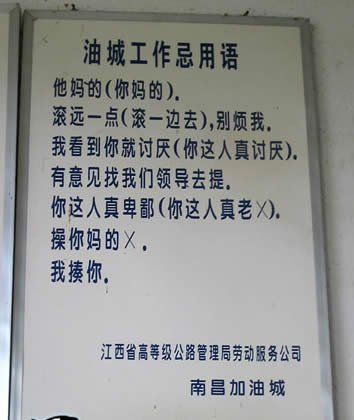 油城工作忌用语
他妈的(你妈的)。
滚远一点(滚一边去),别烦我。
我看到你就讨厌(你这人真讨厌)。
有意见找我们领导去提。
你这人真卑鄙(你这人真老X)。
操你妈的X。
我揍你。
江西省高等级公路管理局劳动服务公司
南昌加油城